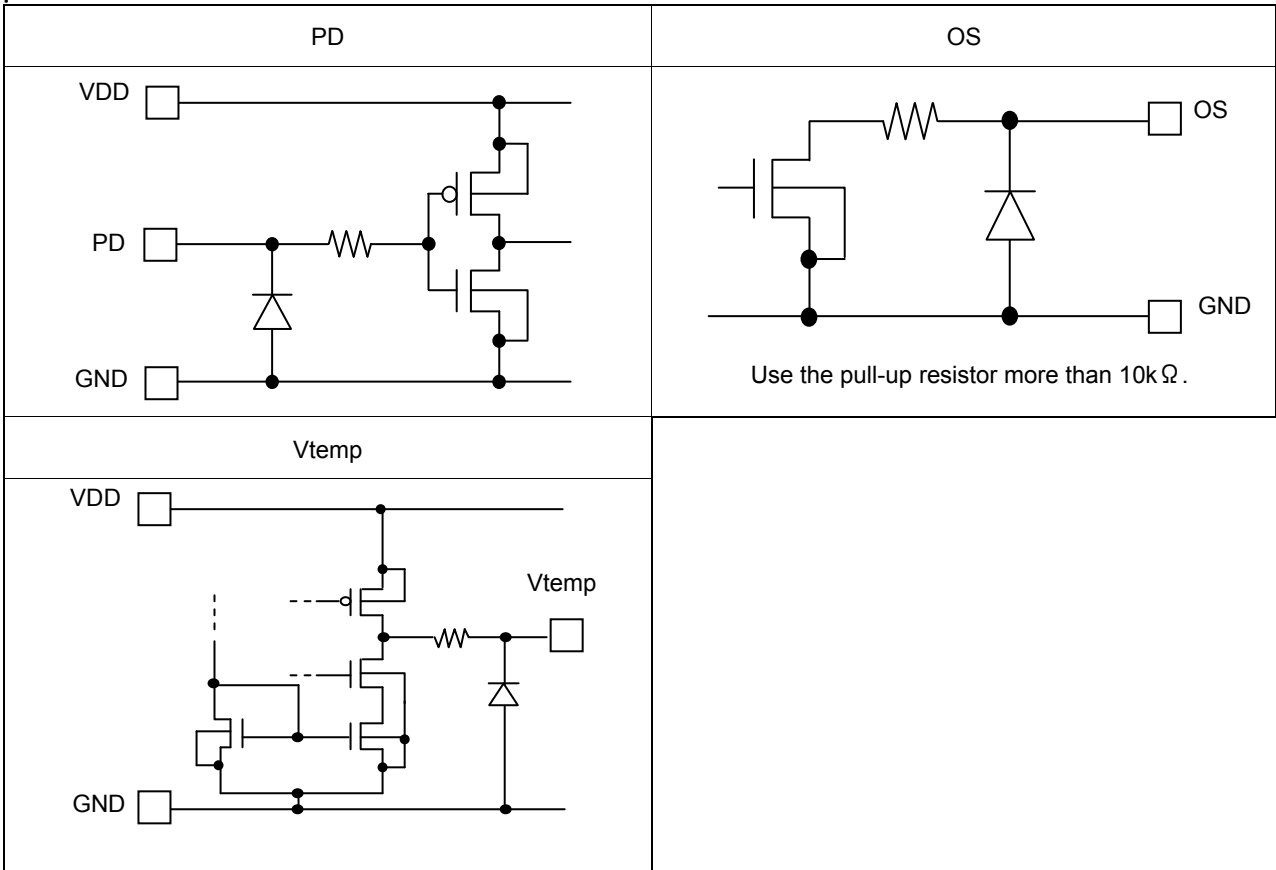 PD
OS
VDD
PD
GND
OS
GND
Use the pull-up resistor more than 10kΩ.
Vtemp
VDD
Vtemp
GND